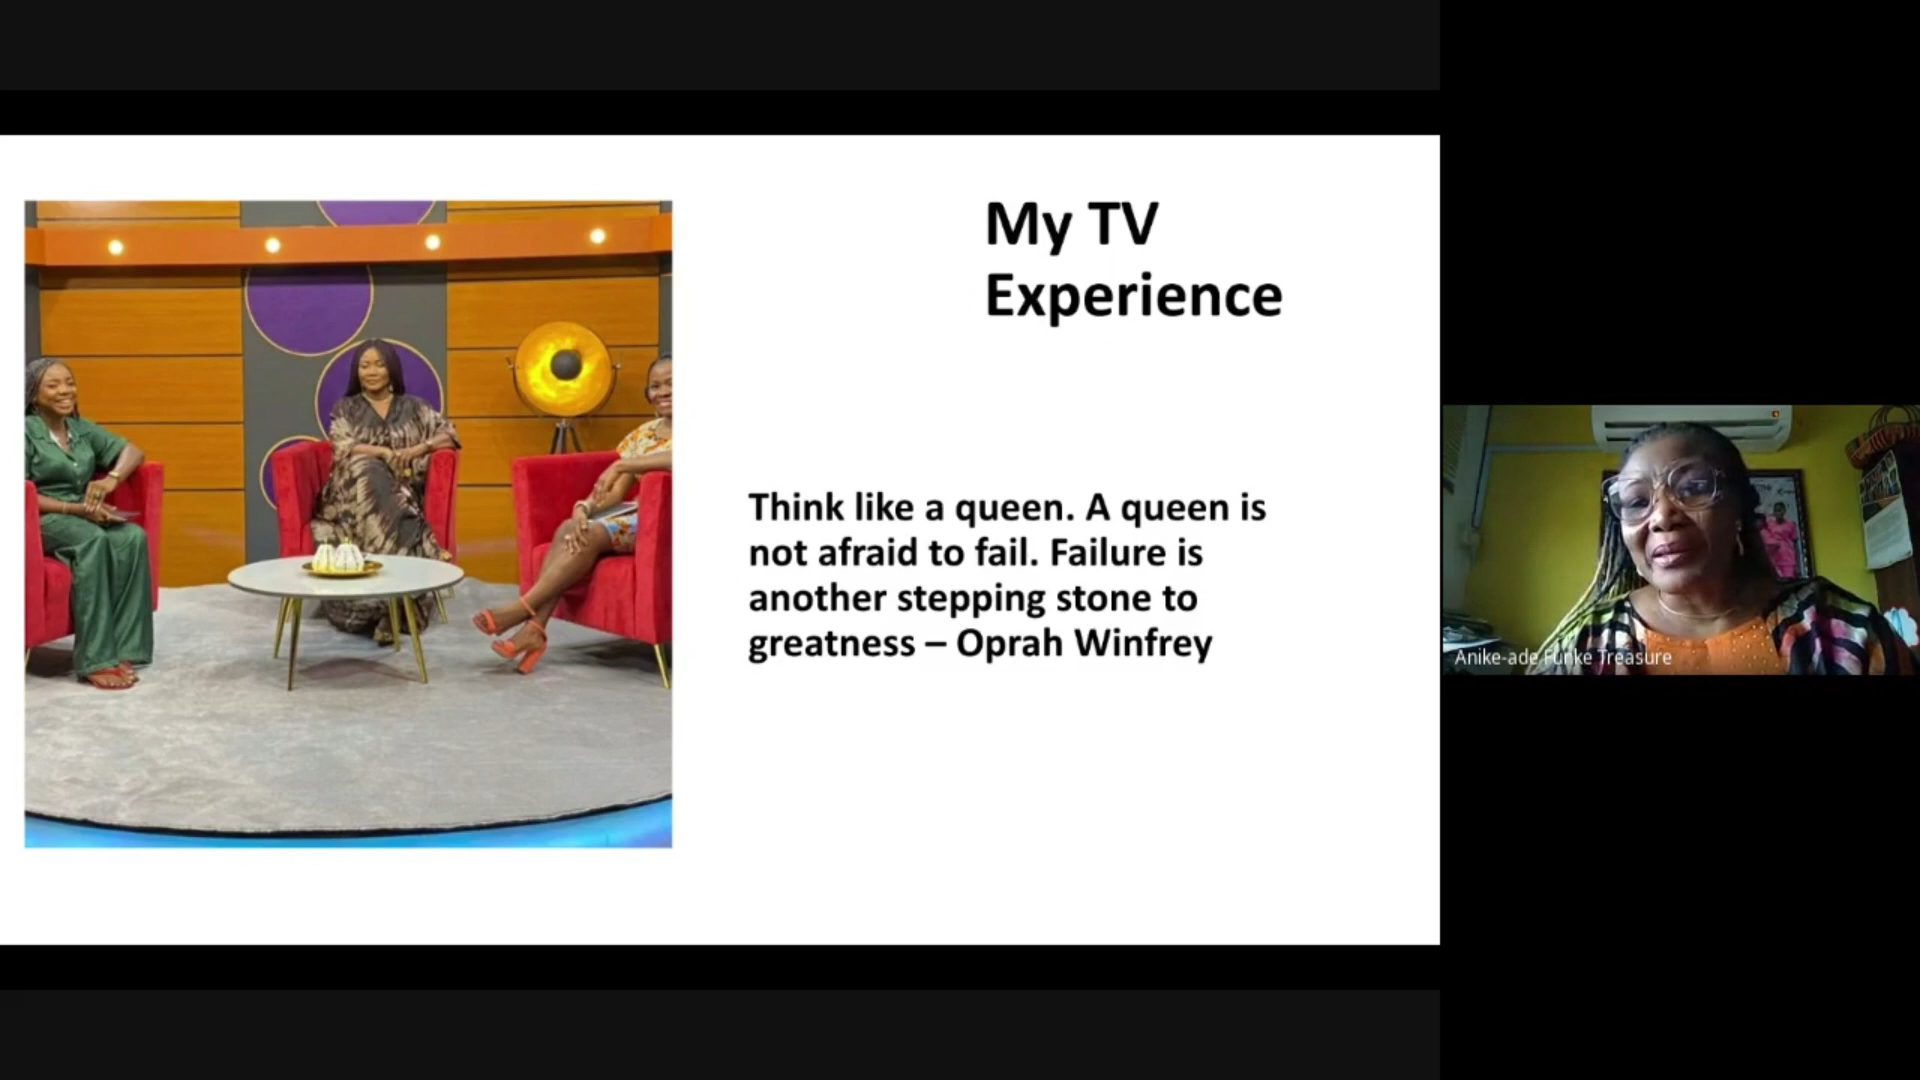 My TV
Experience
Think like a queen. A queen is
not afraid to fail. Failure is
another stepping stone to
greatness – Oprah Winfrey
Anike-ade Funke Treasure